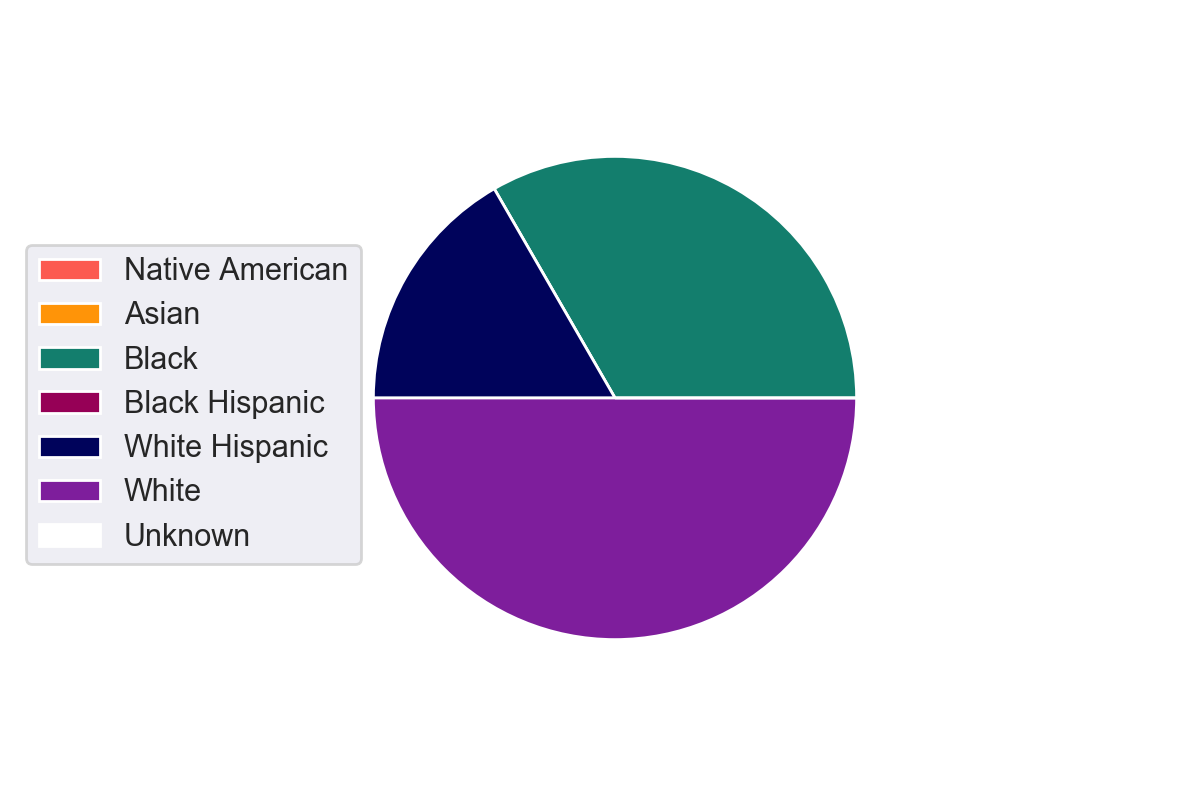 Native American
Asian
Black
Black Hispanic
White Hispanic
White
Unknown